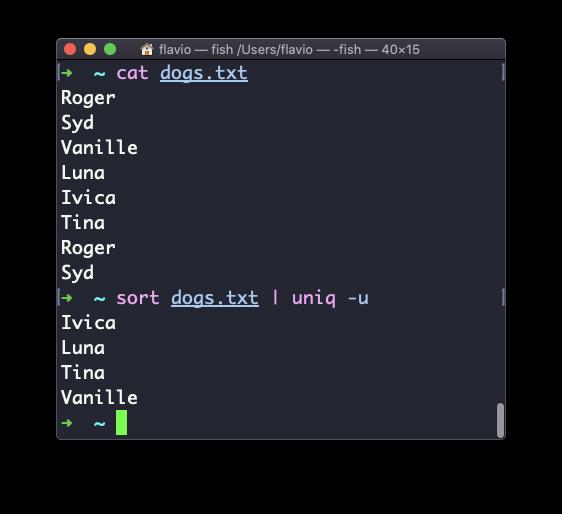 flavio — fish /Users/flavio — -fish — 40×15
➜ ~ cat dogs.txt
Roger
Syd
Vanille
Luna
Ivica
Tina
Roger
Syd
➜ ~ sort dogs.txt | uniq -u
Ivica
Luna
Tina
Vanille
➜ ~